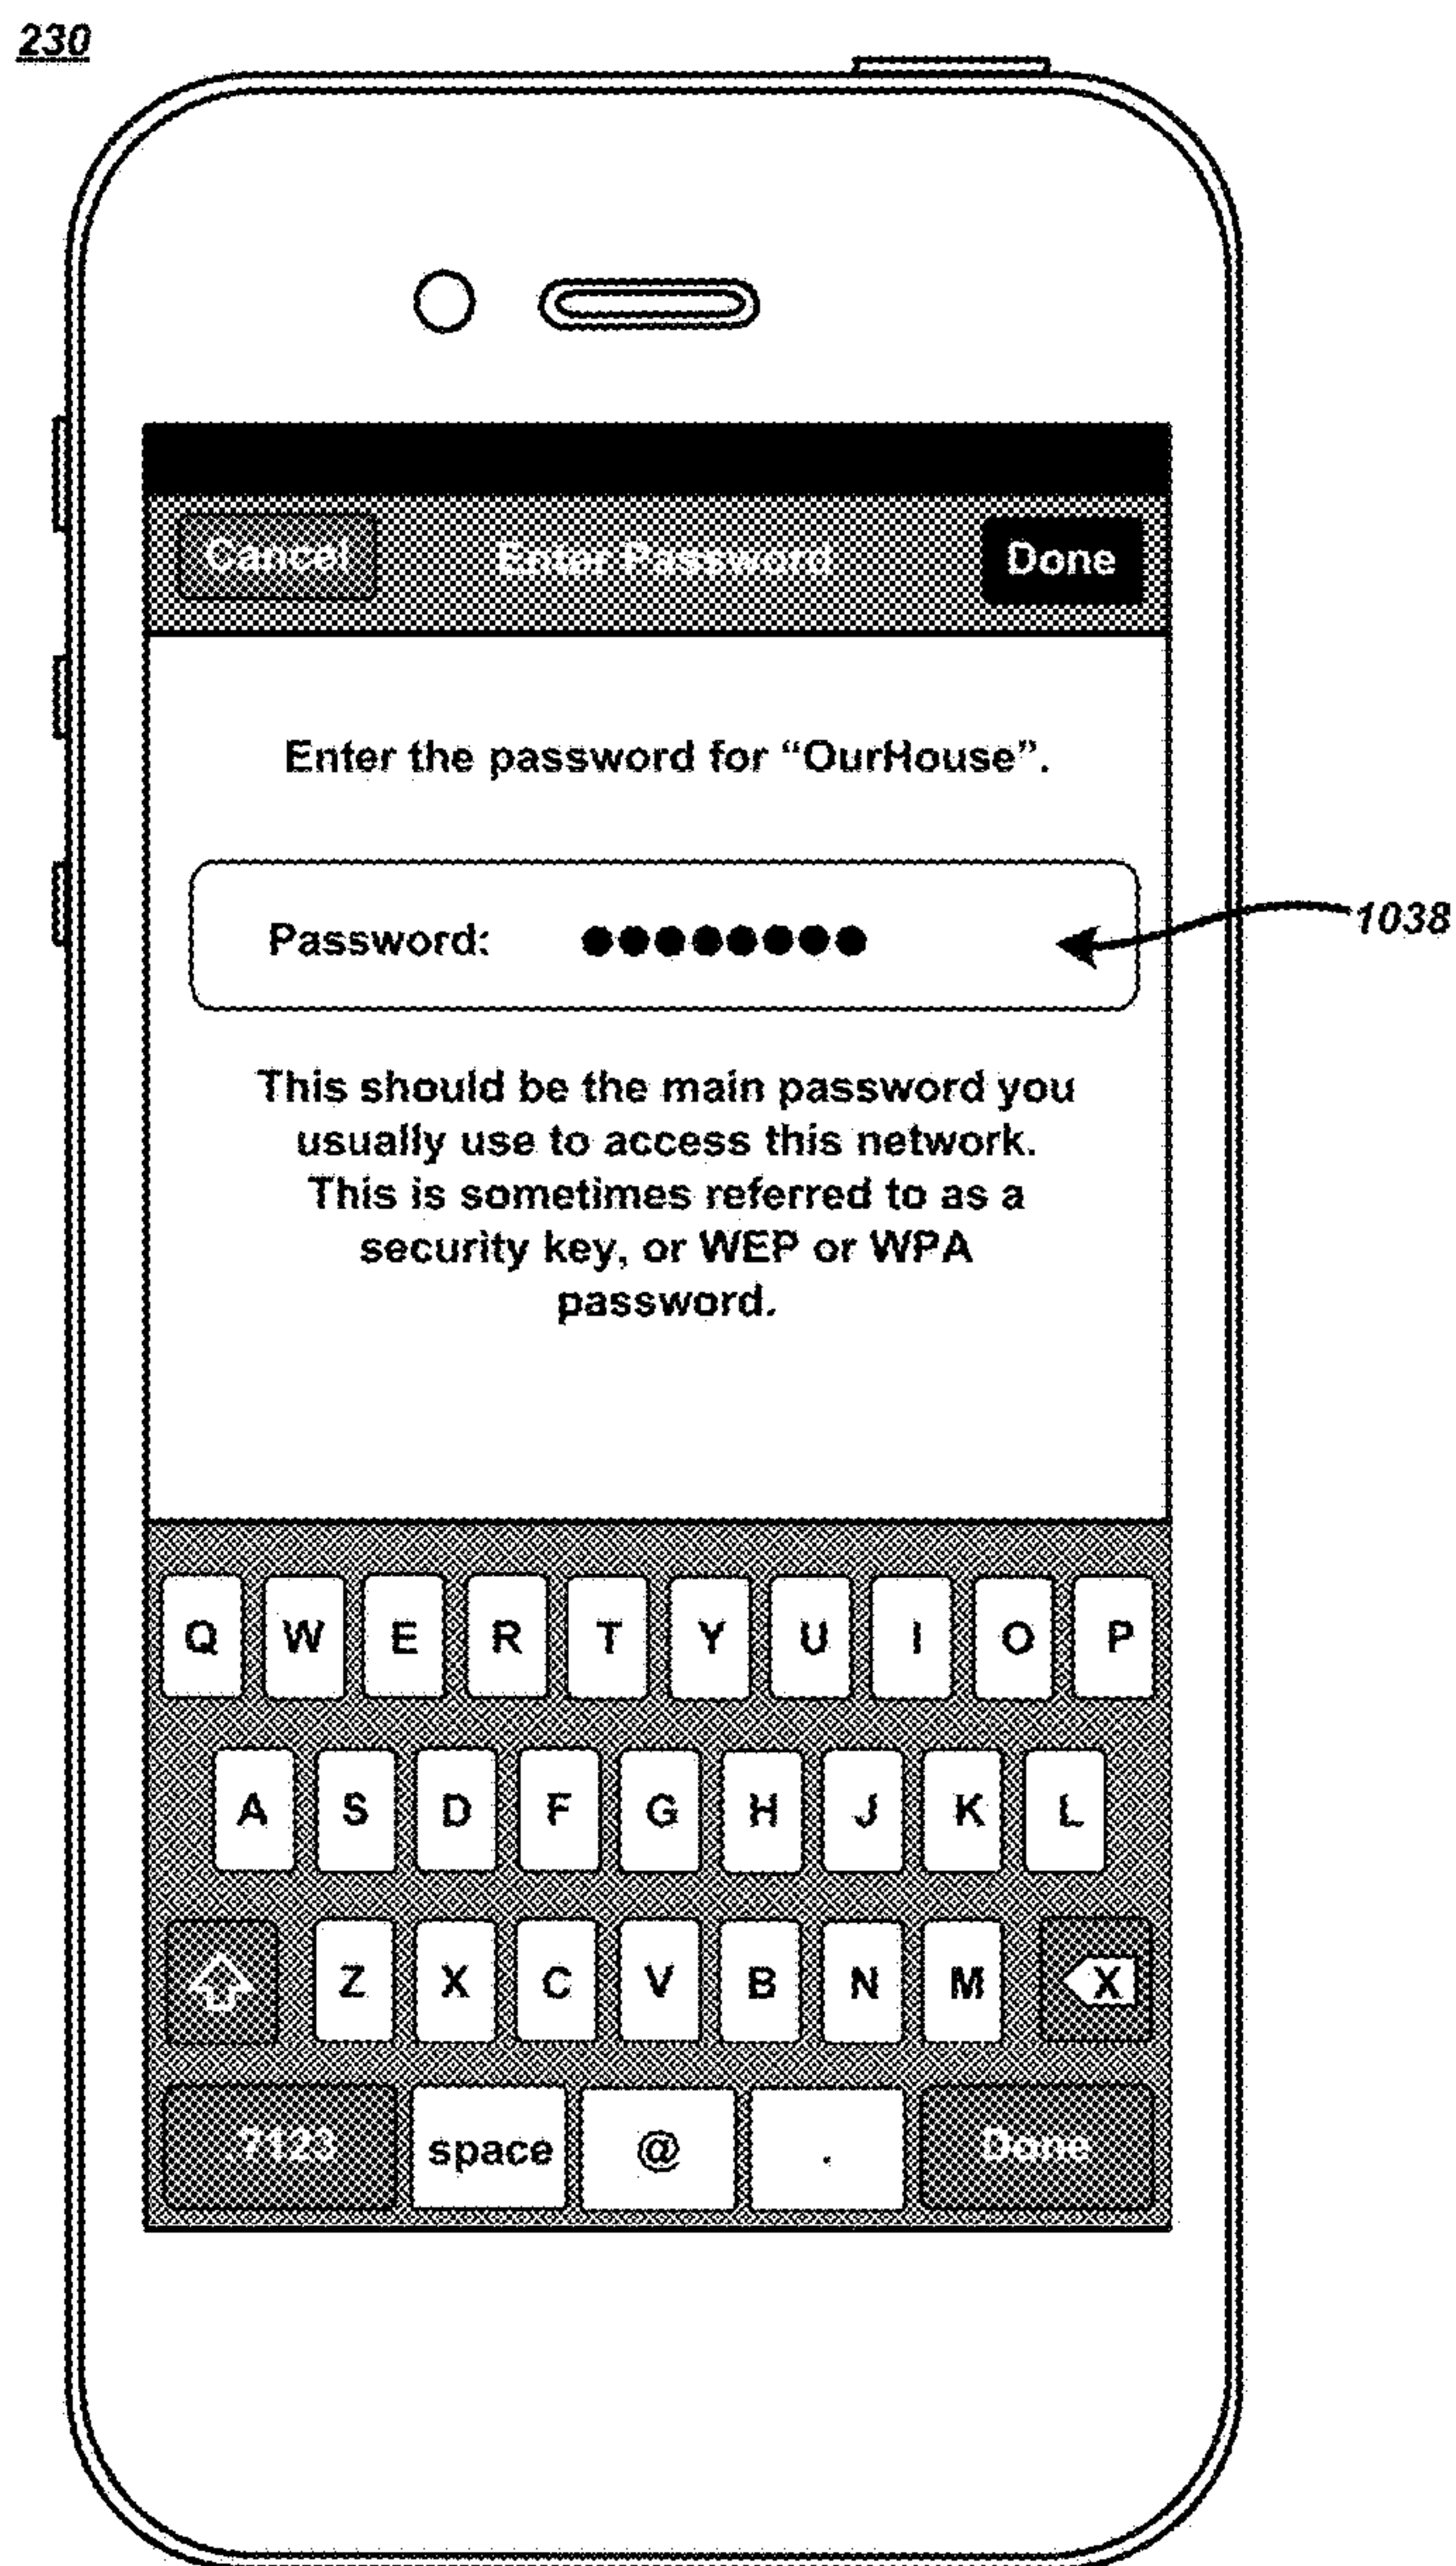 230
Cancel Enter Password Done
Enter the password for “OurHouse”.
Password: ●●●●●●●●
1038
This should be the main password you
usually use to access this network.
This is sometimes referred to as a
security key, or WEP or WPA
password.
Q W E R T Y U I O P
A S D F G H J K L
Z X C V B N M X
.?123 space @ . Done